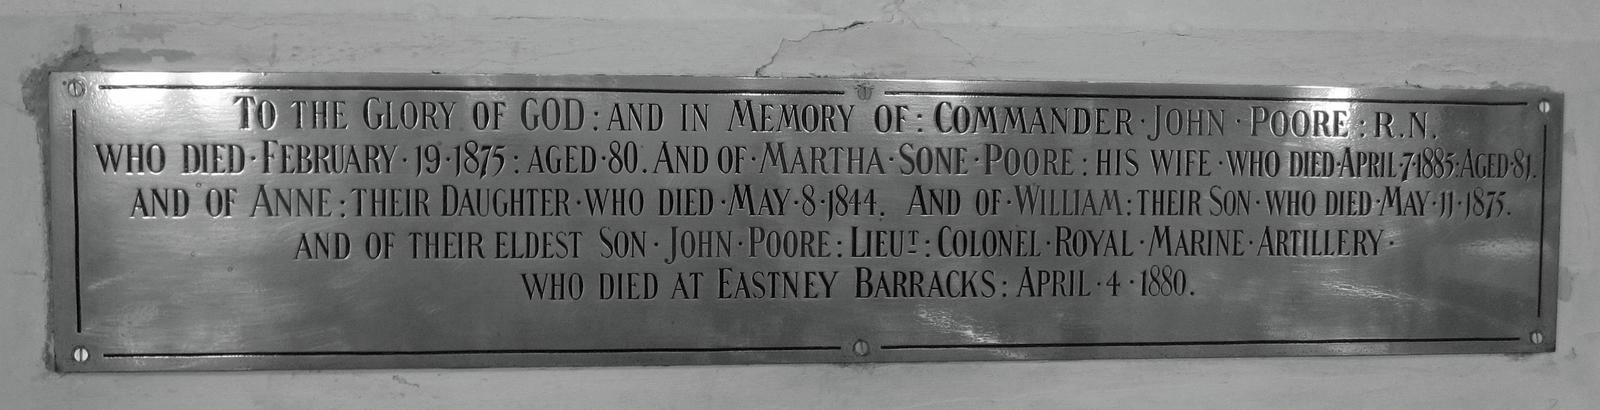 TO THE GLORY OF GOD: AND IN MEMORY OF: COMMANDER·JOHN·POORE: R.N.
WHO DIED·FEBRUARY·19·1875: AGED·80. AND OF·MARTHA·SONE·POORE: HIS WIFE·WHO DIED·APRIL·7·1885: AGED·81.
AND OF ANNE: THEIR DAUGHTER·WHO DIED·MAY·8·1844. AND OF·WILLIAM: THEIR SON·WHO DIED·MAY·11·1875.
AND OF THEIR ELDEST SON·JOHN·POORE: LIEUT: COLONEL·ROYAL·MARINE·ARTILLERY·
WHO DIED AT EASTNEY BARRACKS: APRIL·4·1880.